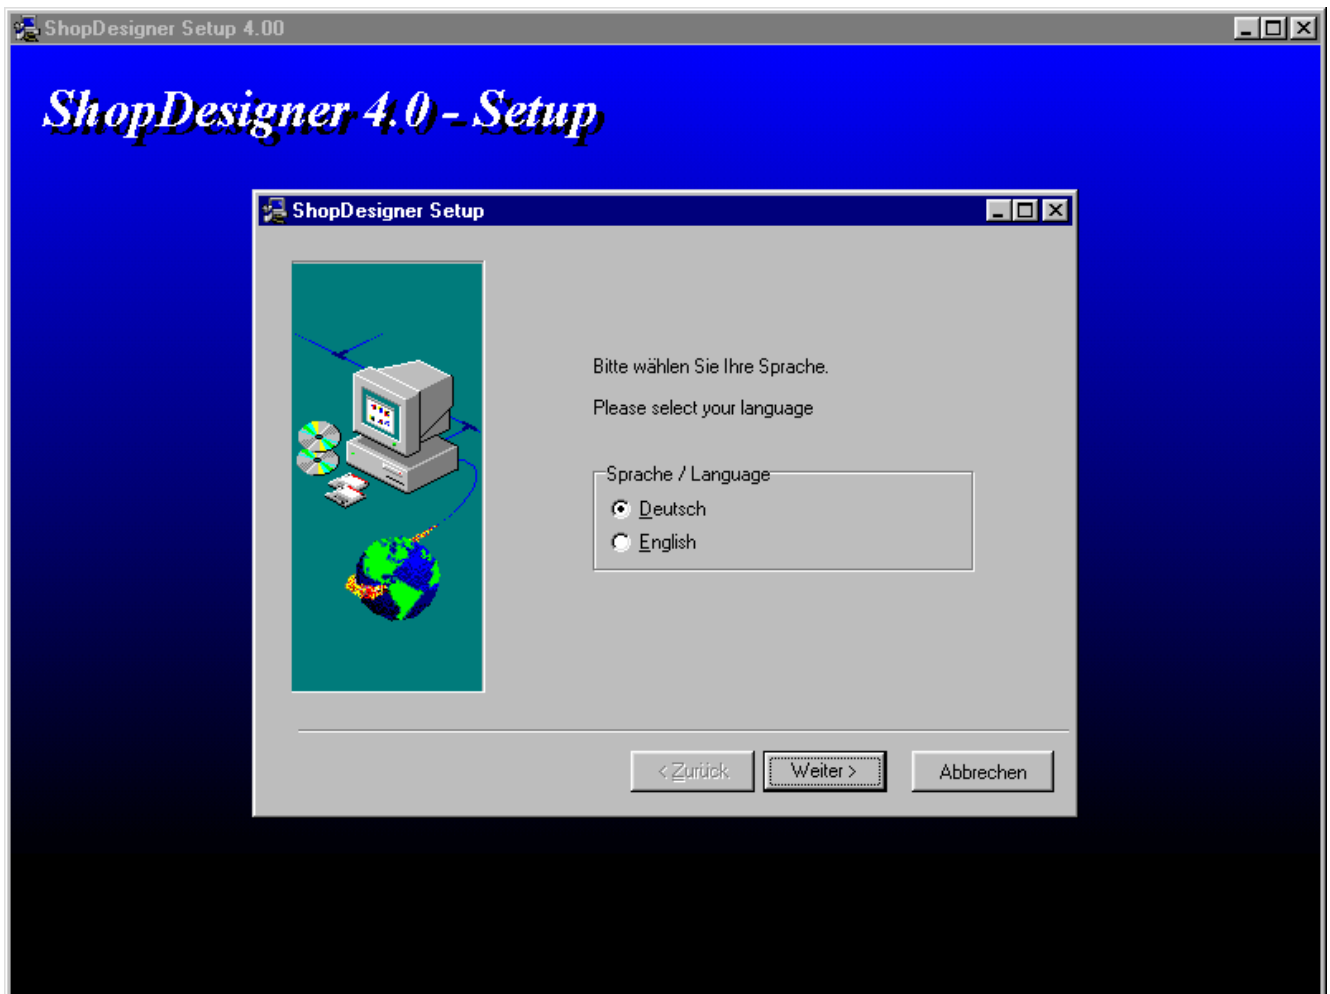 ShopDesigner Setup 4.00
ShopDesigner 4.0 - Setup
ShopDesigner Setup
Bitte wählen Sie Ihre Sprache.
Please select your language
Sprache / Language
Deutsch
English
< Zurück
Weiter >
Abbrechen